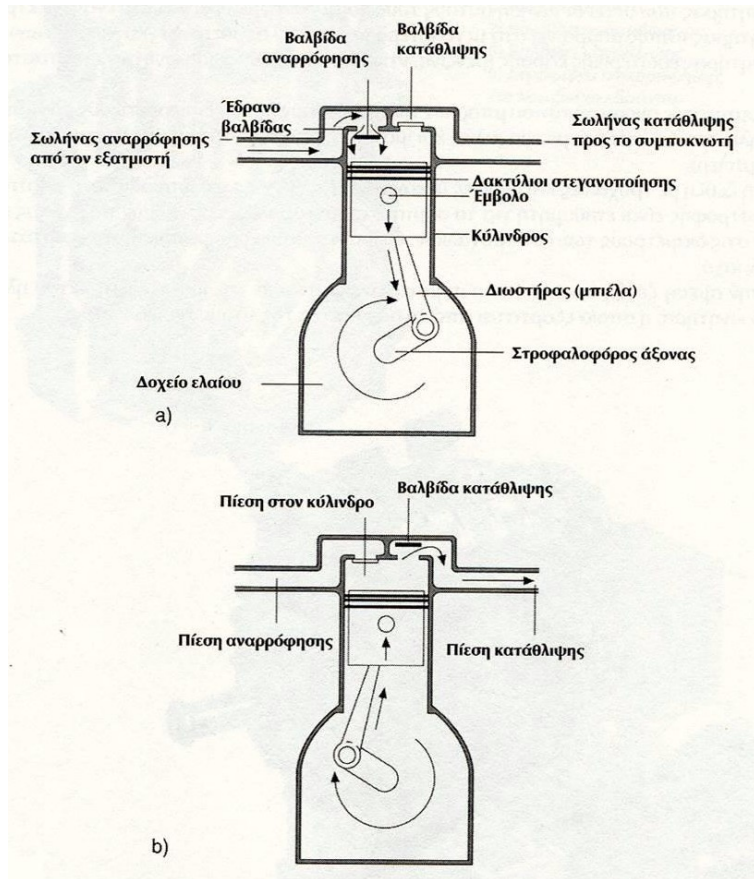 Βαλβίδα
αναρρόφησης
Βαλβίδα
κατάθλιψης
Έδρανο
βαλβίδας
Σωλήνας αναρρόφησης
από τον εξατμιστή
Σωλήνας κατάθλιψης
προς το συμπυκνωτή
Δακτύλιοι στεγανοποίησης
Έμβολο
Κύλινδρος
Διωστήρας (μπιέλα)
Στροφαλοφόρος άξονας
Δοχείο ελαίου
a)
Πίεση στον κύλινδρο
Βαλβίδα κατάθλιψης
Πίεση αναρρόφησης
Πίεση κατάθλιψης
b)